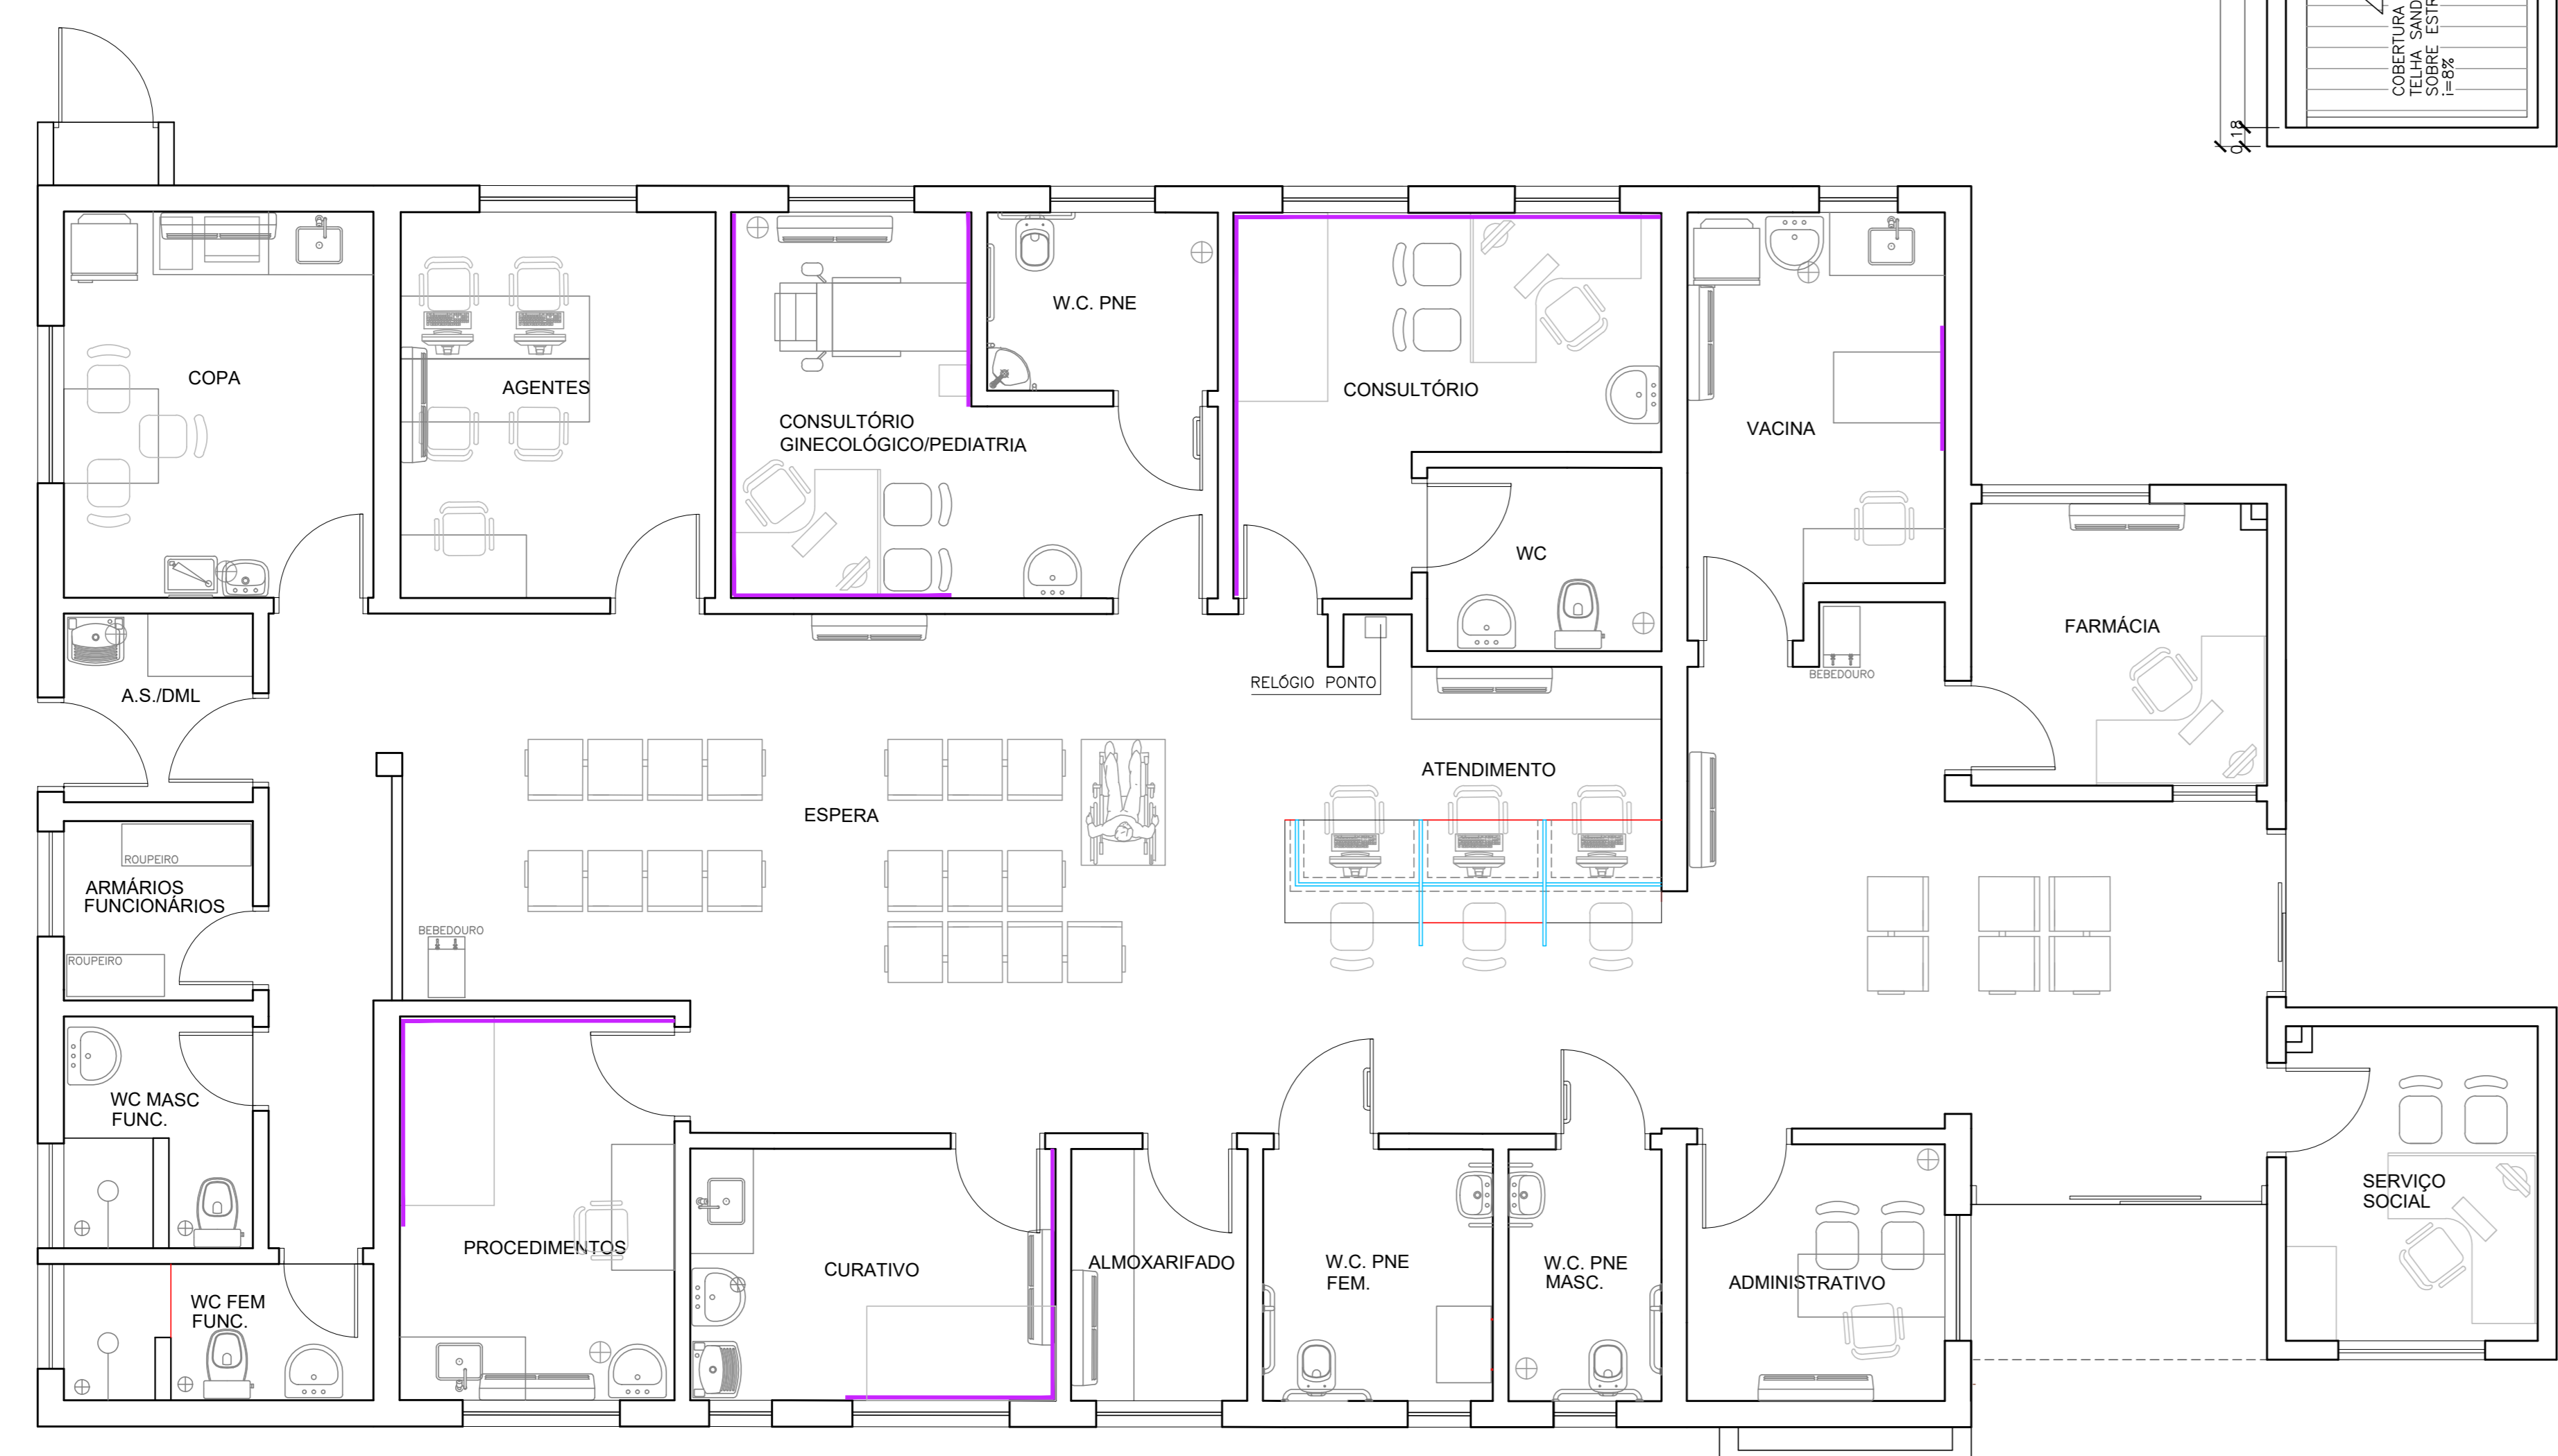 COBERTURA
TELHA SAND
SOBRE ESTR
i=8%
0,18
COPA
AGENTES
CONSULTÓRIO
GINECOLÓGICO/PEDIATRIA
W.C. PNE
CONSULTÓRIO
VACINA
WC
FARMÁCIA
A.S./DML
RELÓGIO PONTO
BEBEDOURO
ATENDIMENTO
ESPERA
ROUPEIRO
ARMÁRIOS
FUNCIONÁRIOS
ROUPEIRO
BEBEDOURO
WC MASC
FUNC.
PROCEDIMENTOS
CURATIVO
ALMOXARIFADO
W.C. PNE
FEM.
W.C. PNE
MASC.
ADMINISTRATIVO
SERVIÇO
SOCIAL
WC FEM
FUNC.